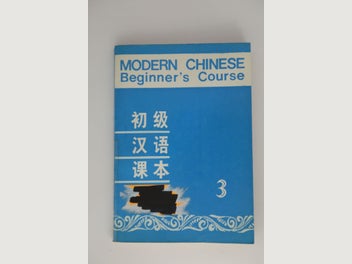 MODERN CHINESE
Beginner's Course
初级
汉语
课本
3